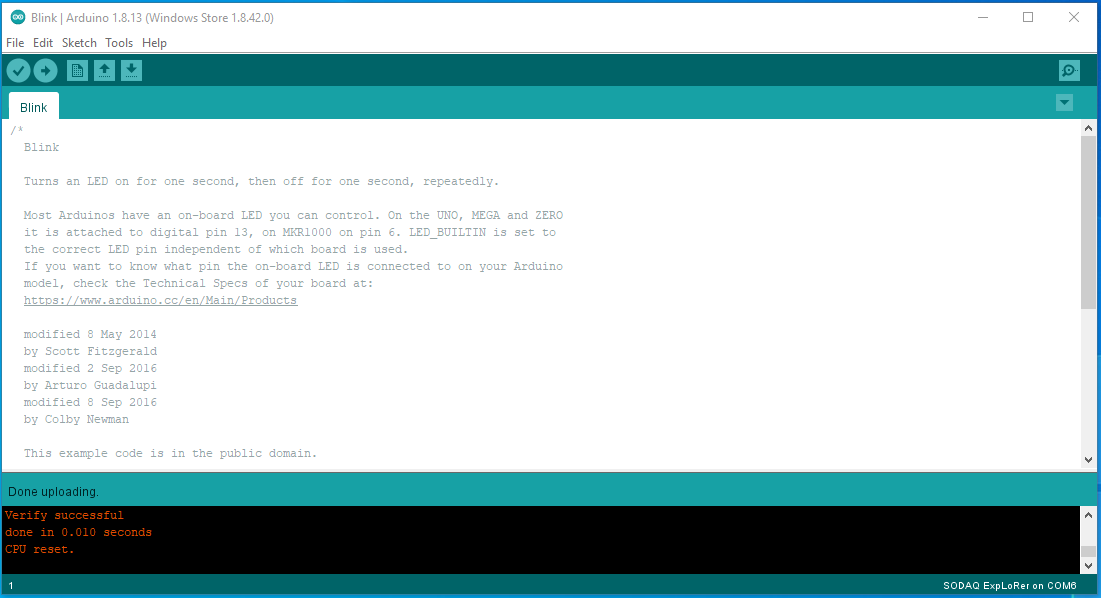 Blink | Arduino 1.8.13 (Windows Store 1.8.42.0)
File Edit Sketch Tools Help
Blink
/*
Blink
Turns an LED on for one second, then off for one second, repeatedly.
Most Arduinos have an on-board LED you can control. On the UNO, MEGA and ZERO
it is attached to digital pin 13, on MKR1000 on pin 6. LED_BUILTIN is set to
the correct LED pin independent of which board is used.
If you want to know what pin the on-board LED is connected to on your Arduino
model, check the Technical Specs of your board at:
https://www.arduino.cc/en/Main/Products
modified 8 May 2014
by Scott Fitzgerald
modified 2 Sep 2016
by Arturo Guadalupi
modified 8 Sep 2016
by Colby Newman
This example code is in the public domain.
Done uploading.
Verify successful
done in 0.010 seconds
CPU reset.
1 SODAQ ExpLoRer on COM6